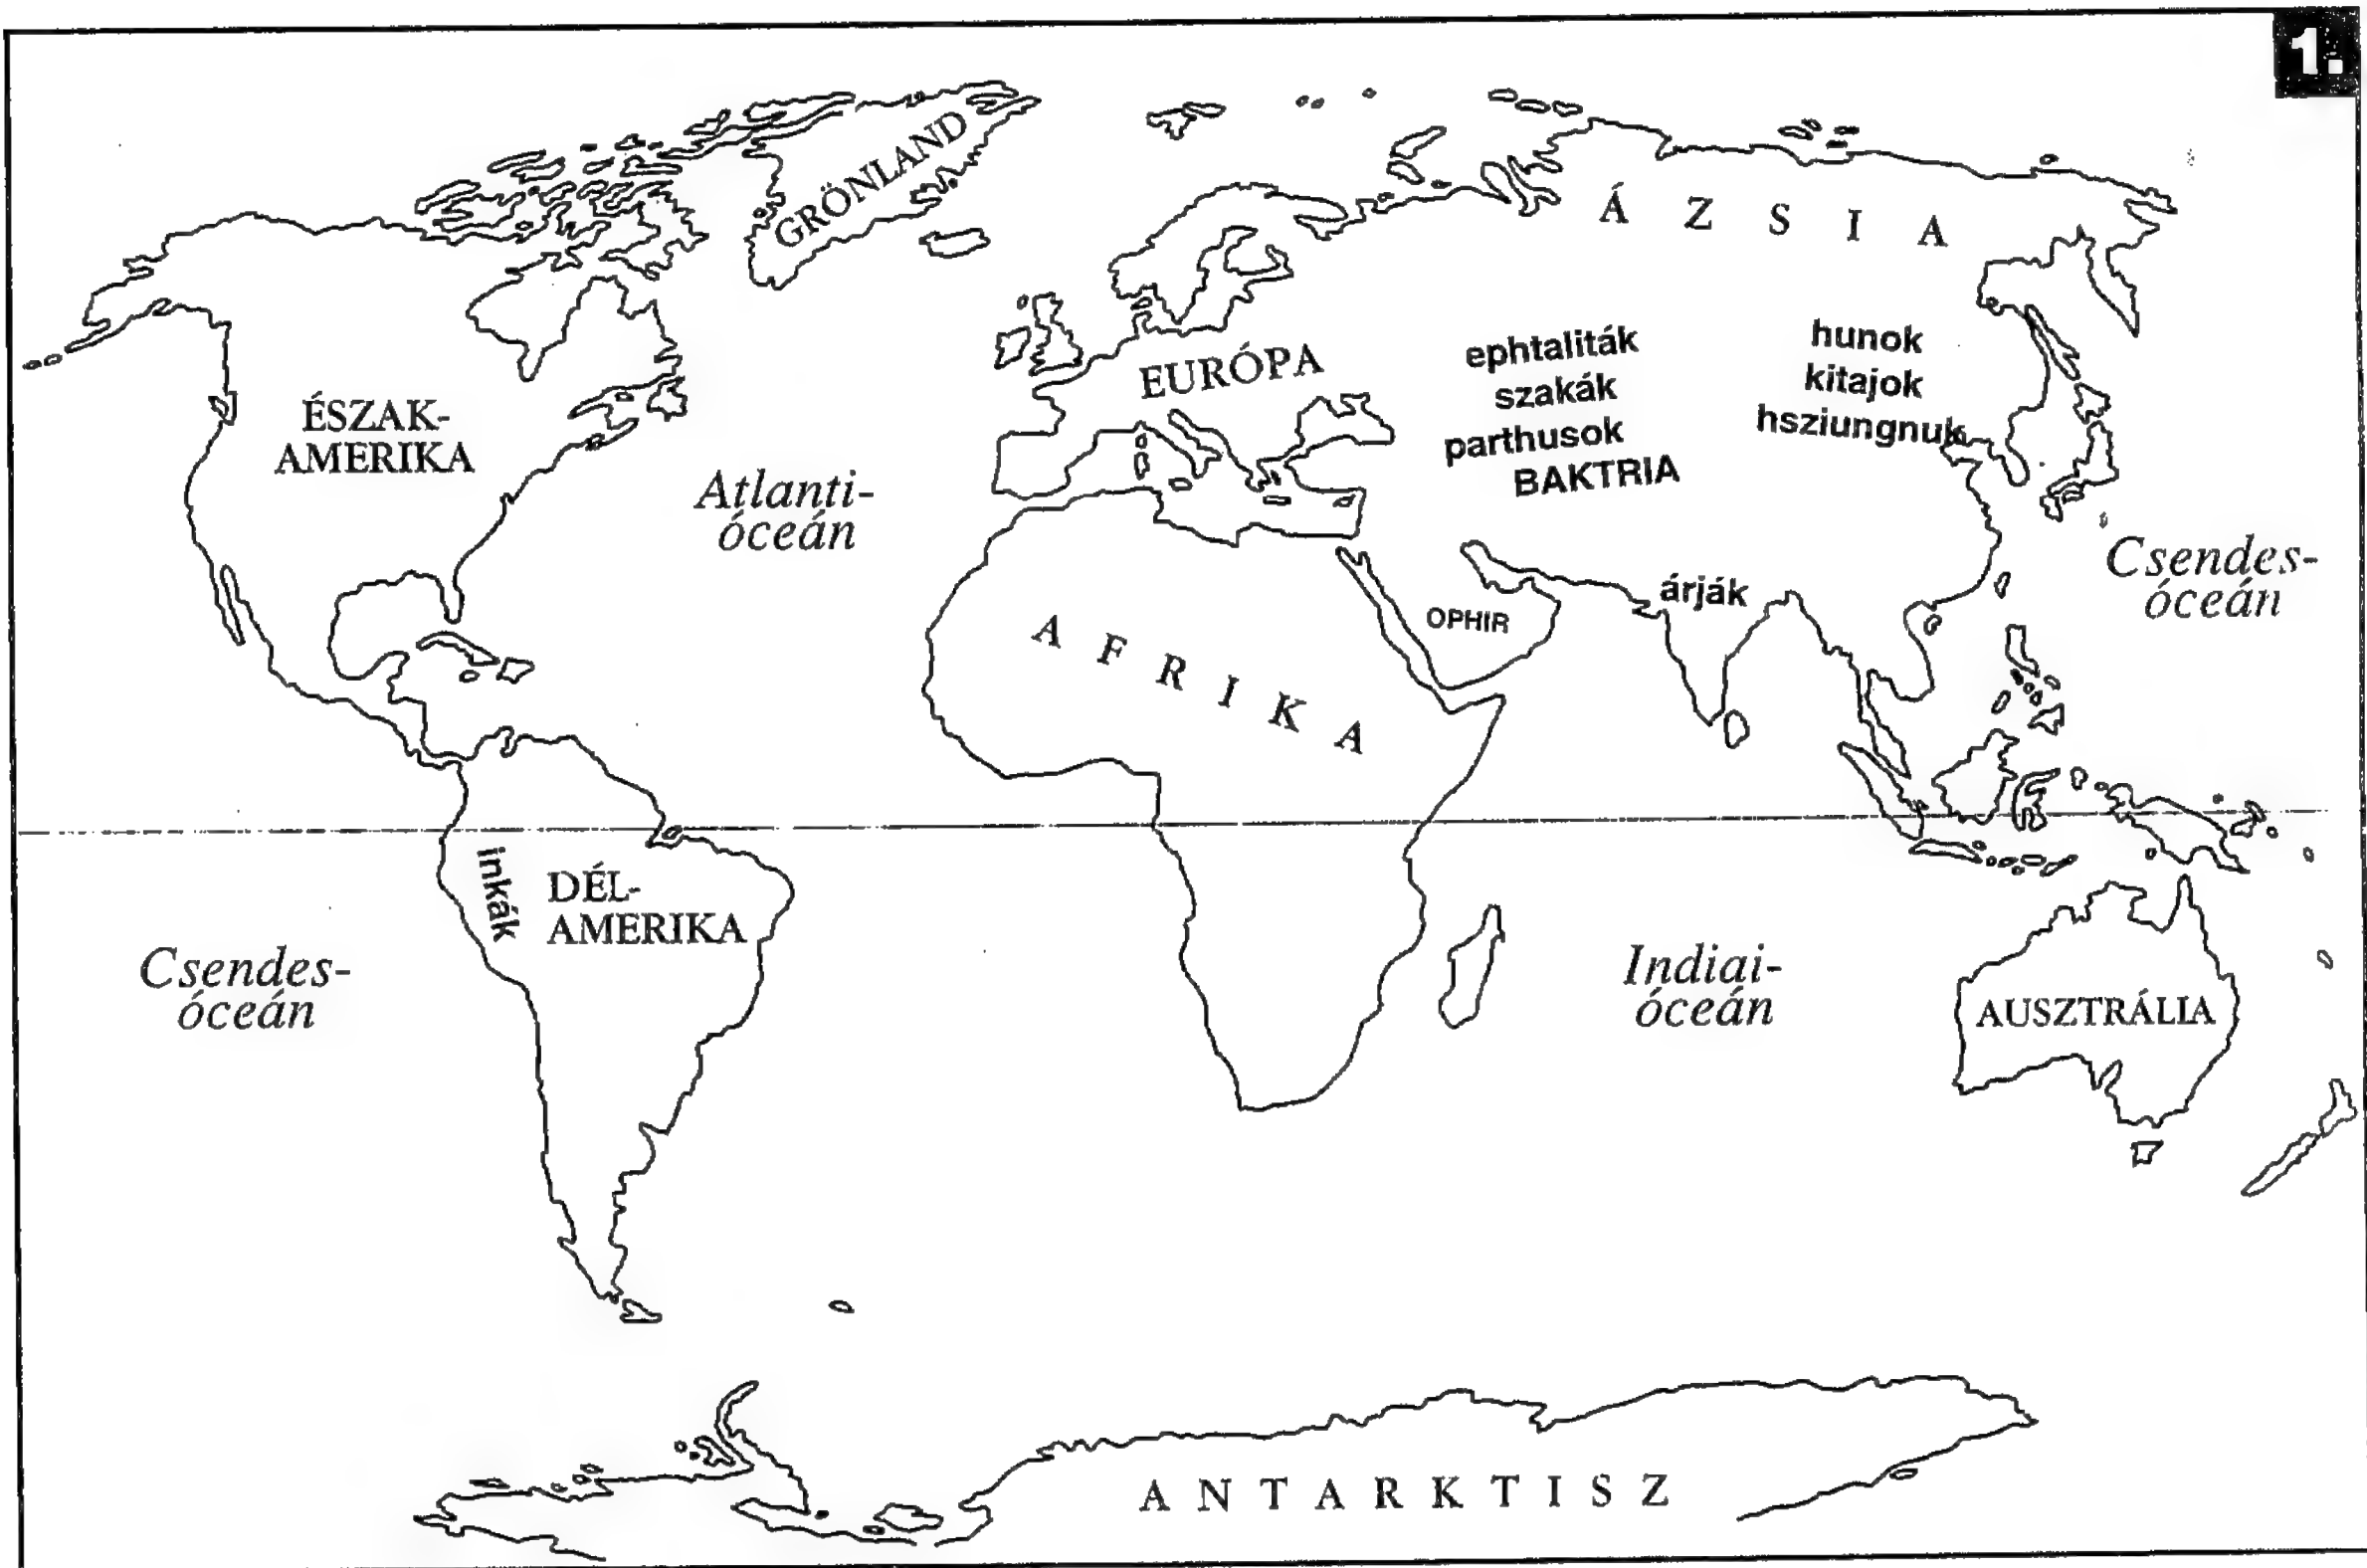 1.
GRÖNLAND
Á Z S I A
ÉSZAK-
AMERIKA
Atlanti-
óceán
EURÓPA
ephtaliták
szakák
parthusok
BAKTRIA
hunok
kitajok
hsziungnuk
Csendes-
óceán
árják
OPHIR
A F R I K A
inkák
DÉL-
AMERIKA
Csendes-
óceán
Indiai-
óceán
AUSZTRÁLIA
A N T A R K T I S Z